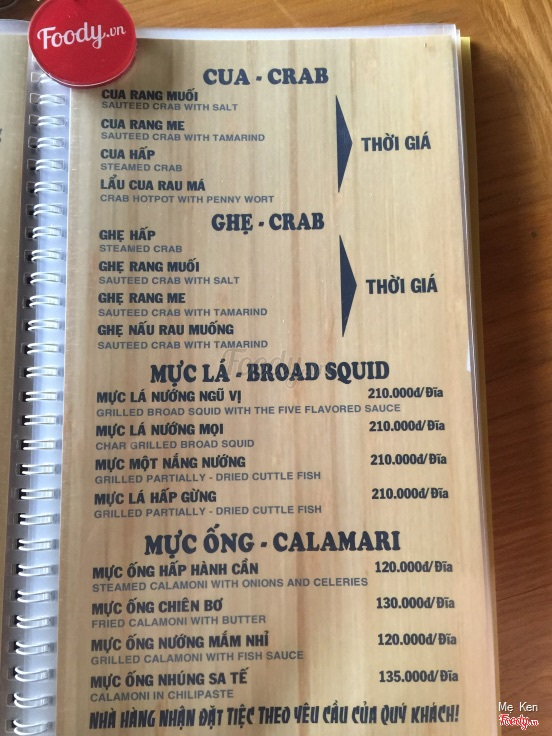 Foody.vn
CUA - CRAB
CUA RANG MUỐI
SAUTEED CRAB WITH SALT
CUA RANG ME
SAUTEED CRAB WITH TAMARIND
THỜI GIÁ
CUA HẤP
STEAMED CRAB
LẨU CUA RAU MÁ
CRAB HOTPOT WITH PENNY WORT
GHẸ - CRAB
GHẸ HẤP
STEAMED CRAB
GHẸ RANG MUỐI
SAUTEED CRAB WITH SALT
THỜI GIÁ
GHẸ RANG ME
SAUTEED CRAB WITH TAMARIND
GHẸ NẤU RAU MUỐNG
SAUTEED CRAB WITH TAMARIND
Foody
MỰC LÁ - BROAD SQUID
MỰC LÁ NƯỚNG NGŨ VỊ 210.000đ/Đĩa
GRILLED BROAD SQUID WITH THE FIVE FLAVORED SAUCE
MỰC LÁ NƯỚNG MỌI 210.000đ/Đĩa
CHAR GRILLED BROAD SQUID
MỰC MỘT NẮNG NƯỚNG 210.000đ/Đĩa
GRILLED PARTIALLY - DRIED CUTTLE FISH
MỰC LÁ HẤP GỪNG 210.000đ/Đĩa
GRILLED PARTIALLY - DRIED CUTTLE FISH
MỰC ỐNG - CALAMARI
MỰC ỐNG HẤP HÀNH CẦN 120.000đ/Đĩa
STEAMED CALAMONI WITH ONIONS AND CELERIES
MỰC ỐNG CHIÊN BƠ 130.000đ/Đĩa
FRIED CALAMONI WITH BUTTER
MỰC ỐNG NƯỚNG MẮM NHỈ 120.000đ/Đĩa
GRILLED CALAMONI WITH FISH SAUCE
MỰC ỐNG NHÚNG SA TẾ 135.000đ/Đĩa
CALAMONI IN CHILIPASTE
NHÀ HÀNG NHẬN ĐẶT TIỆC THEO YÊU CẦU CỦA QUÝ KHÁCH!
Mẹ Ken
Foody.vn